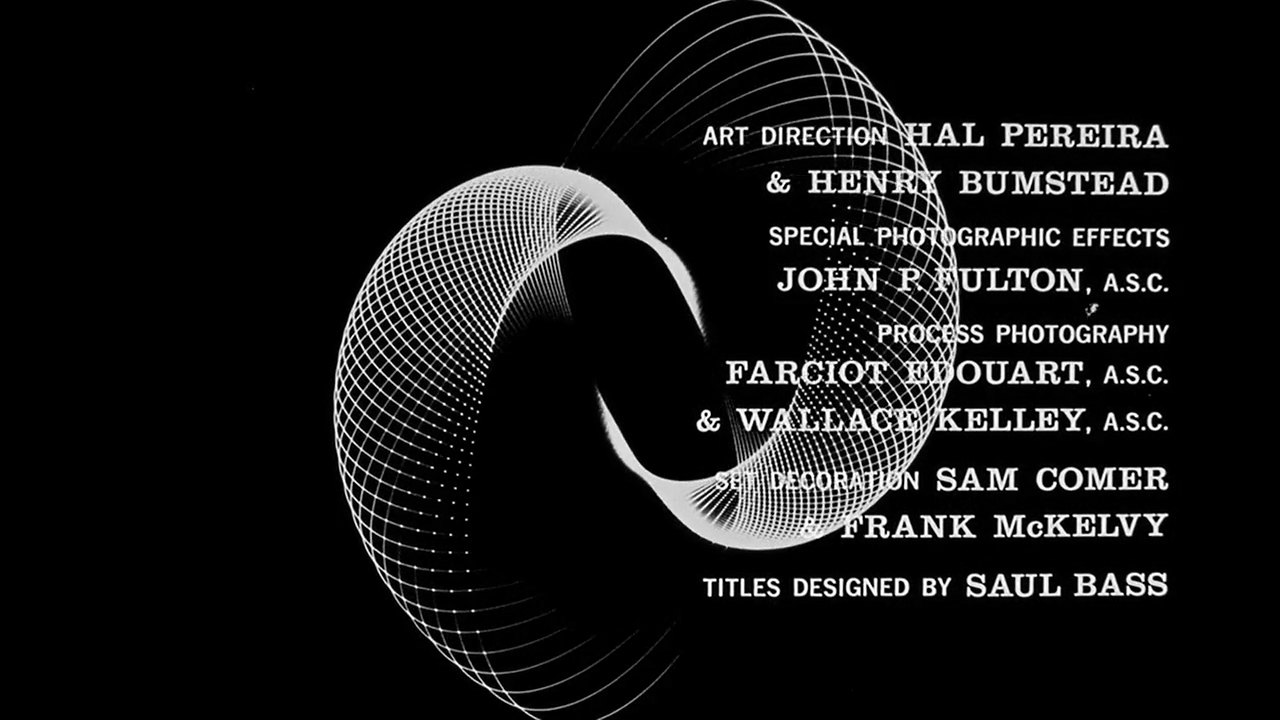 ART DIRECTION HAL PEREIRA
& HENRY BUMSTEAD
SPECIAL PHOTOGRAPHIC EFFECTS
JOHN P. FULTON, A.S.C.
PROCESS PHOTOGRAPHY
FARCIOT EDOUART, A.S.C.
& WALLACE KELLEY, A.S.C.
SET DECORATION SAM COMER
& FRANK McKELVY
TITLES DESIGNED BY SAUL BASS